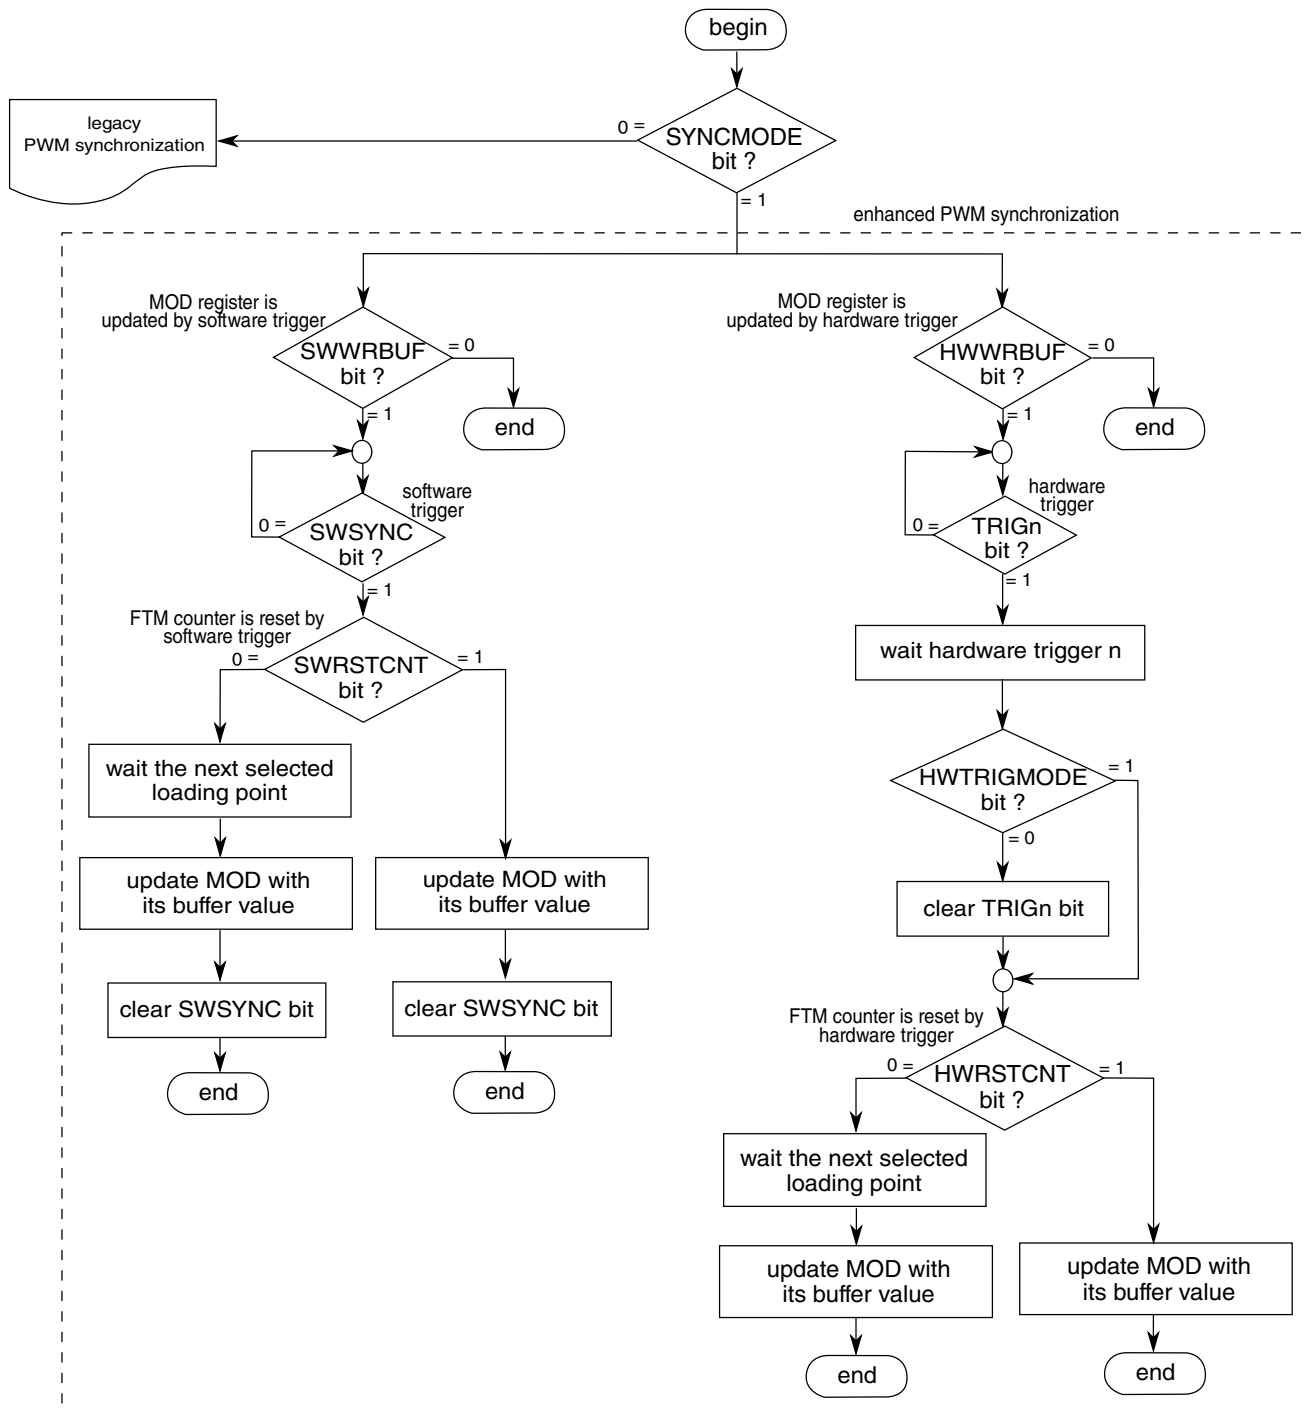 begin
legacy
PWM synchronization
0 =
SYNCMODE
bit ?
= 1
enhanced PWM synchronization
MOD register is
updated by software trigger
SWWRBUF
bit ?
= 0
end
= 1
software
trigger
0 =
SWSYNC
bit ?
= 1
FTM counter is reset by
software trigger
0 =
SWRSTCNT
bit ?
= 1
wait the next selected
loading point
update MOD with
its buffer value
clear SWSYNC bit
end
update MOD with
its buffer value
clear SWSYNC bit
end
MOD register is
updated by hardware trigger
HWWRBUF
bit ?
= 0
end
= 1
hardware
trigger
0 =
TRIGn
bit ?
= 1
wait hardware trigger n
HWTRIGMODE
bit ?
= 1
= 0
clear TRIGn bit
FTM counter is reset by
hardware trigger
0 =
HWRSTCNT
bit ?
= 1
wait the next selected
loading point
update MOD with
its buffer value
end
update MOD with
its buffer value
end